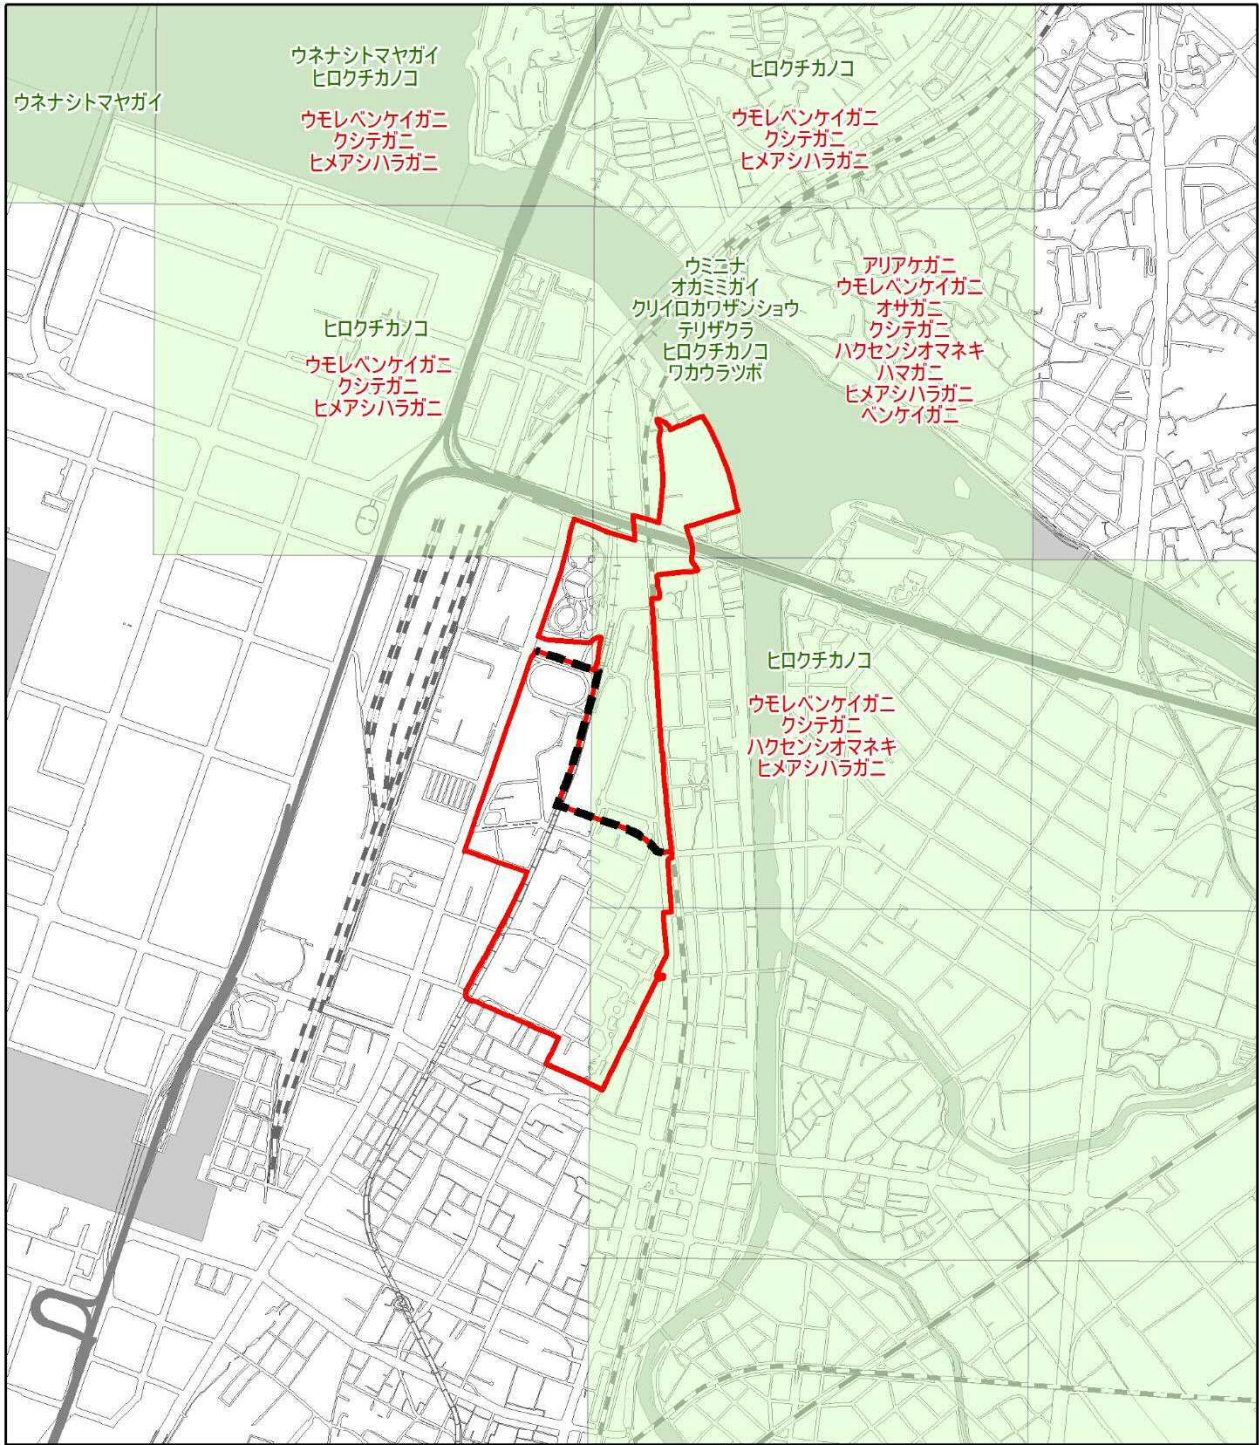 ウネナシトマヤガイ
ウネナシトマヤガイ
ヒロクチカノコ
ウモレベンケイガニ
クシテガニ
ヒメアシハラガニ
ヒロクチカノコ
ウモレベンケイガニ
クシテガニ
ヒメアシハラガニ
ヒロクチカノコ
ウモレベンケイガニ
クシテガニ
ヒメアシハラガニ
ウミニナ
オカミミガイ
クリイロカワザンショウ
テリザクラ
ヒロクチカノコ
ワカウラツボ
アリアケガニ
ウモレベンケイガニ
オサガニ
クシテガニ
ハクセンシオマネキ
ハマガニ
ヒメアシハラガニ
ベンケイガニ
ヒロクチカノコ
ウモレベンケイガニ
クシテガニ
ハクセンシオマネキ
ヒメアシハラガニ